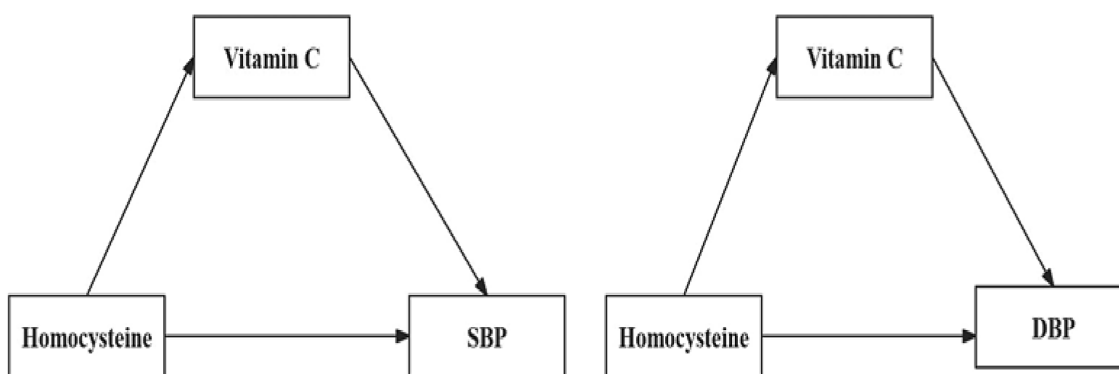 Vitamin C
Vitamin C
Homocysteine
SBP
Homocysteine
DBP